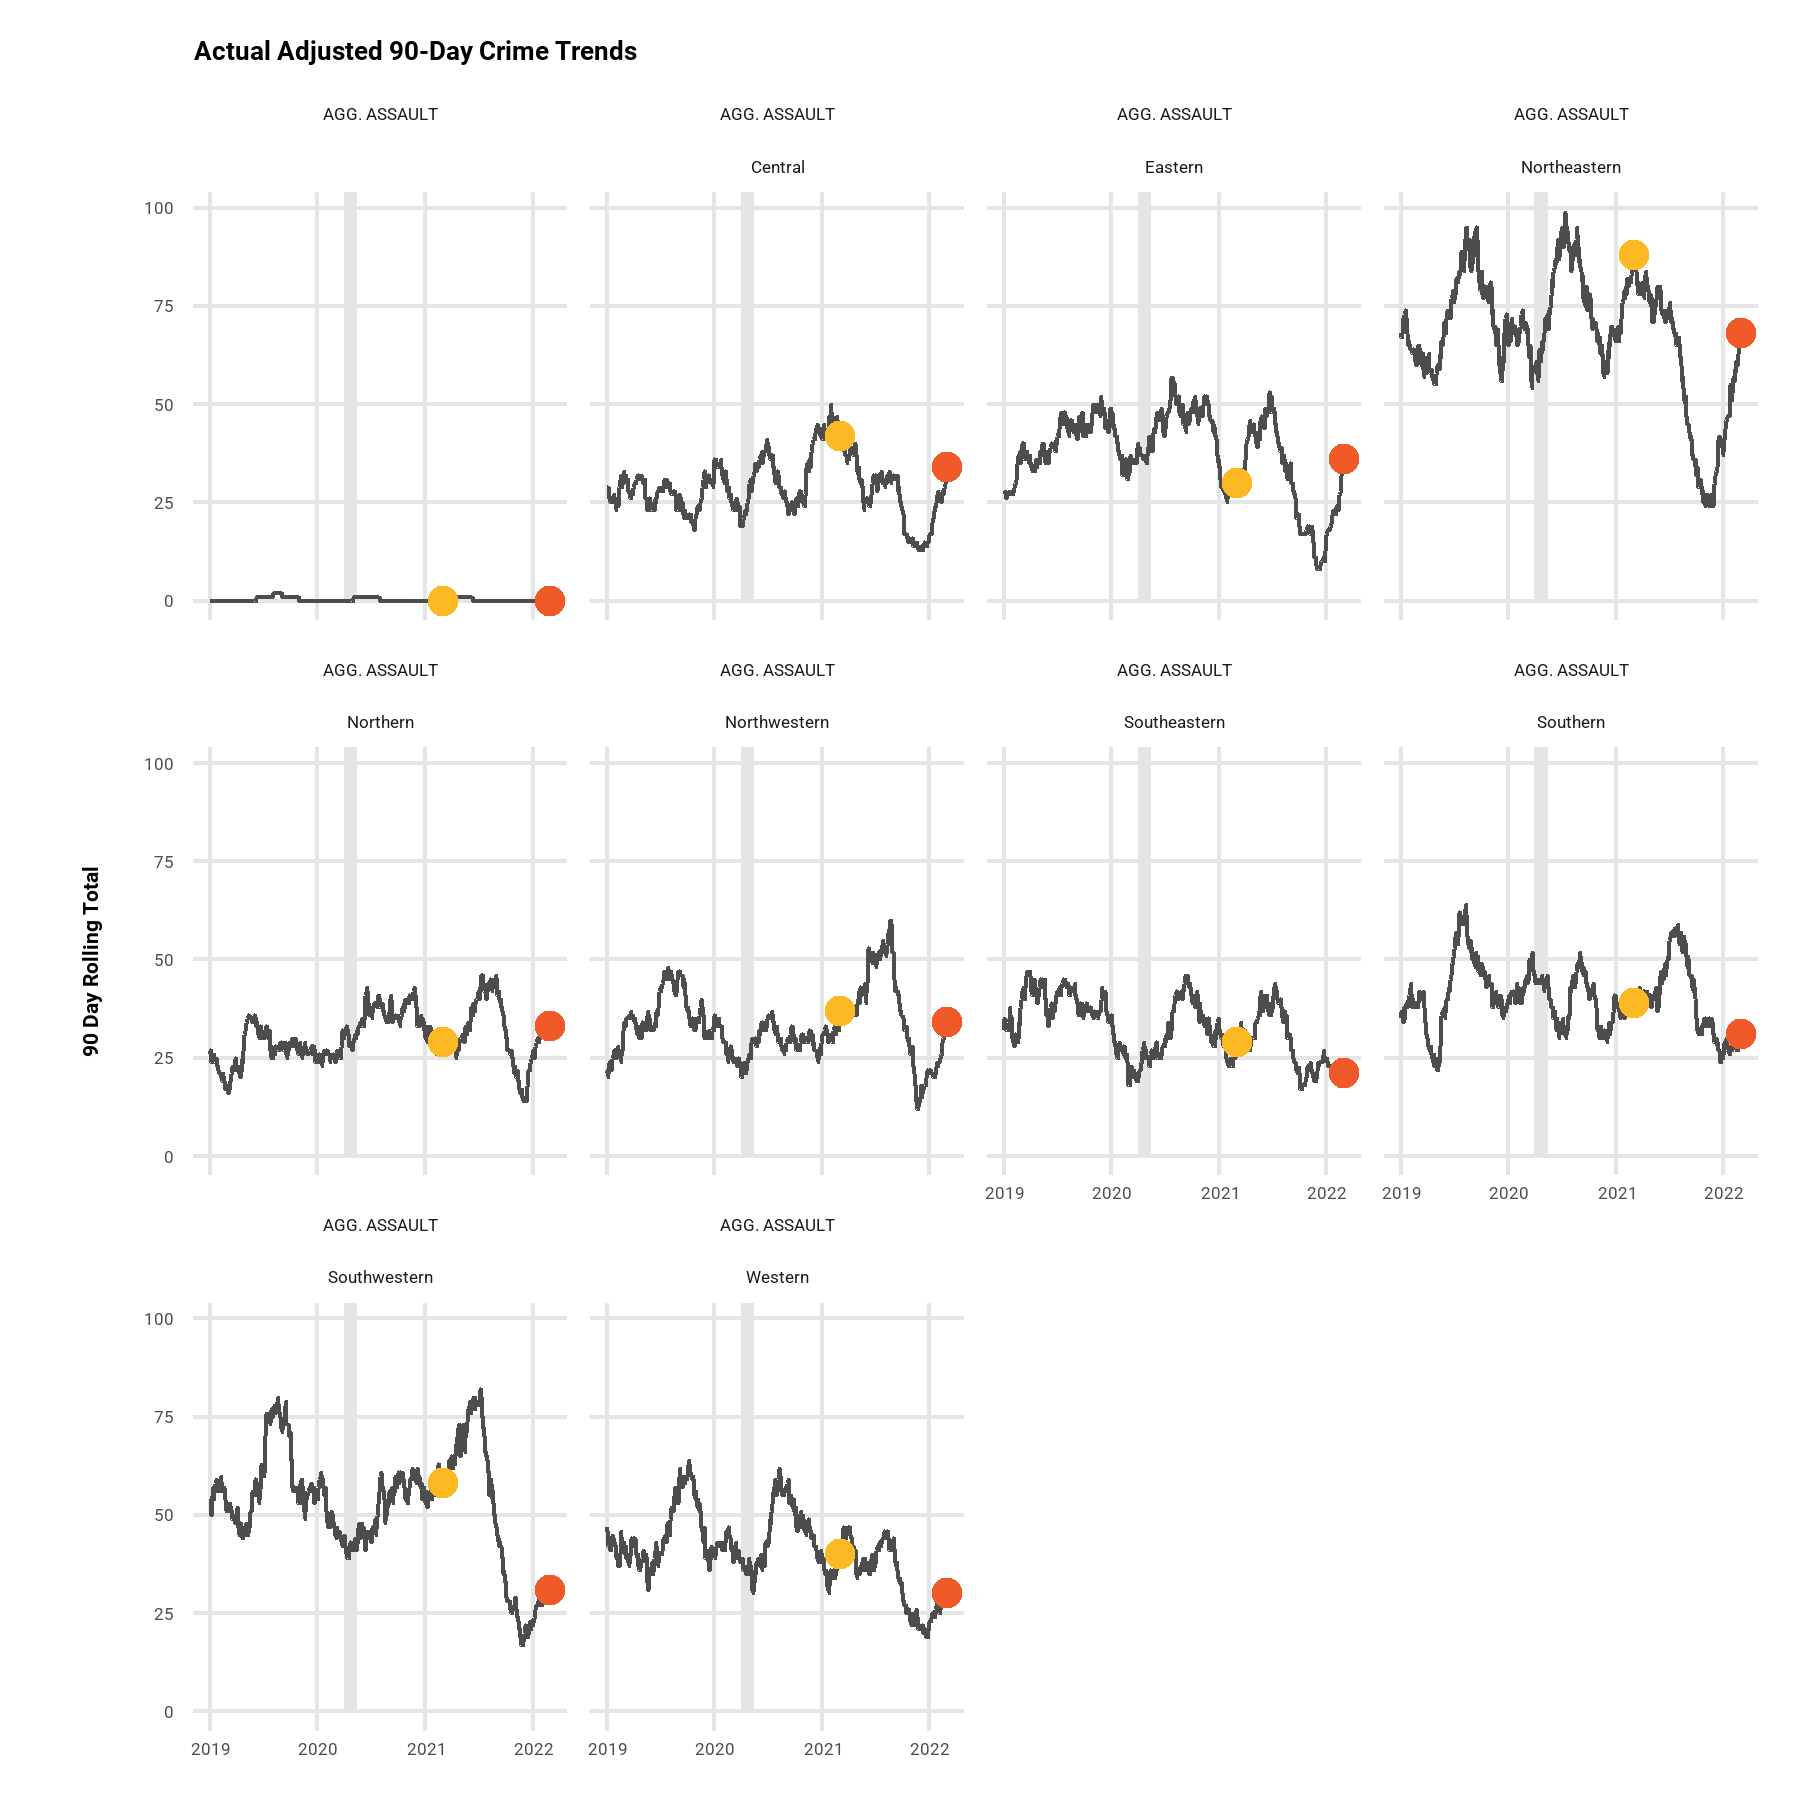 Actual Adjusted 90-Day Crime Trends
AGG. ASSAULT AGG. ASSAULT AGG. ASSAULT AGG. ASSAULT
Central Eastern Northeastern
100
75
50
25
0
AGG. ASSAULT AGG. ASSAULT AGG. ASSAULT AGG. ASSAULT
Northern Northwestern Southeastern Southern
100
75
50
25
0
90 Day Rolling Total
2019 2020 2021 2022 2019 2020 2021 2022
AGG. ASSAULT AGG. ASSAULT
Southwestern Western
100
75
50
25
0
2019 2020 2021 2022 2019 2020 2021 2022